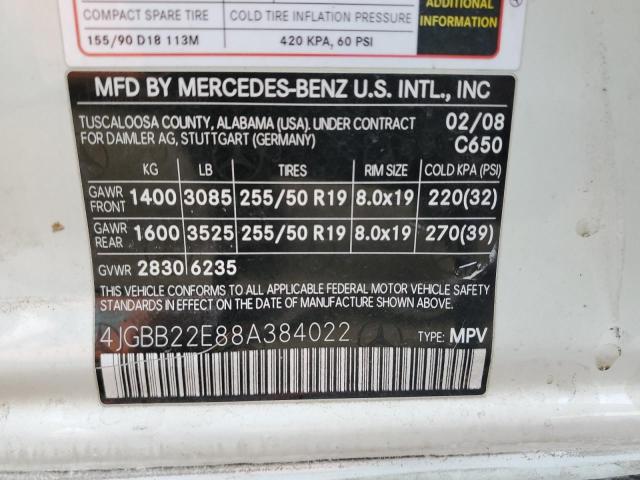 ADDITIONAL
COMPACT SPARE TIRE COLD TIRE INFLATION PRESSURE INFORMATION
155/90 D18 113M 420 KPA, 60 PSI
MFD BY MERCEDES-BENZ U.S. INTL., INC
TUSCALOOSA COUNTY, ALABAMA (USA). UNDER CONTRACT 02/08
FOR DAIMLER AG, STUTTGART (GERMANY) C650
KG LB TIRES RIM SIZE COLD KPA (PSI)
GAWR FRONT 1400 3085 255/50 R19 8.0x19 220(32)
GAWR REAR 1600 3525 255/50 R19 8.0x19 270(39)
GVWR 2830 6235
THIS VEHICLE CONFORMS TO ALL APPLICABLE FEDERAL MOTOR VEHICLE SAFETY
STANDARDS IN EFFECT ON THE DATE OF MANUFACTURE SHOWN ABOVE.
4JGBB22E88A384022 TYPE: MPV